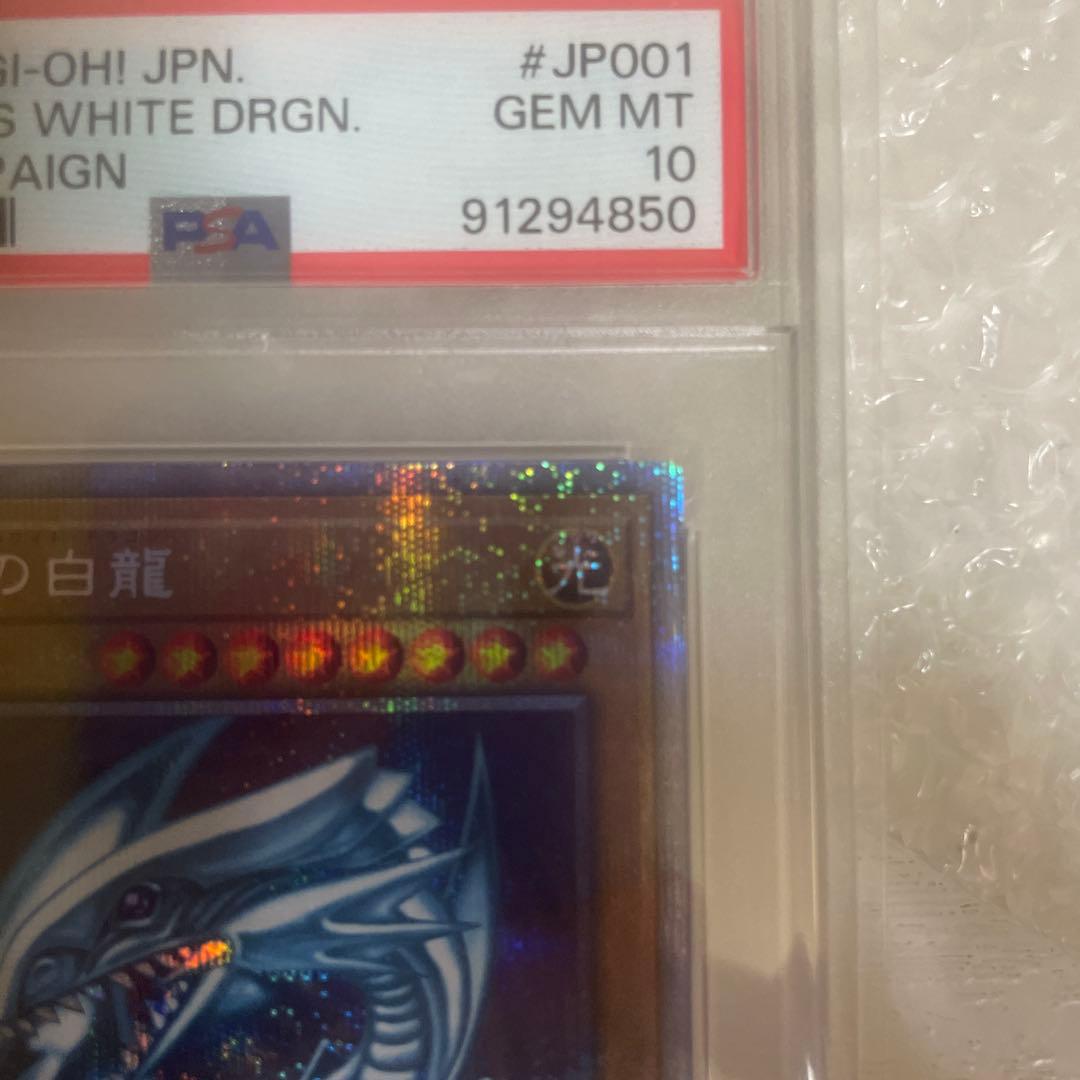 GI-OH! JPN. #JP001
S WHITE DRGN. GEM MT
PAIGN 10
PSA 91294850
の白龍 光